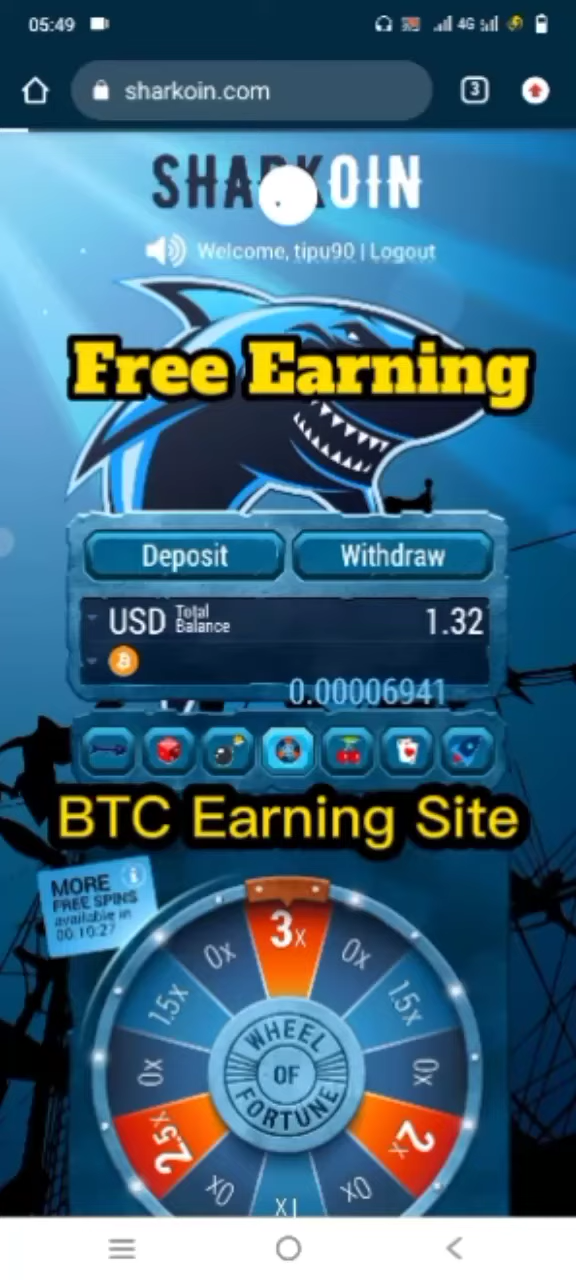 05:49
4G
sharkoin.com
3
SHARKOIN
Welcome, tipu90 | Logout
Free Earning
Deposit Withdraw
USD Total Balance 1.32
0.00006941
BTC Earning Site
MORE
FREE SPINS
available in
00:10:27
3x
0x 0x
1.5x 1.5x
0x 0x
2.5x 2x
0x 0x
1x
WHEEL
OF
FORTUNE